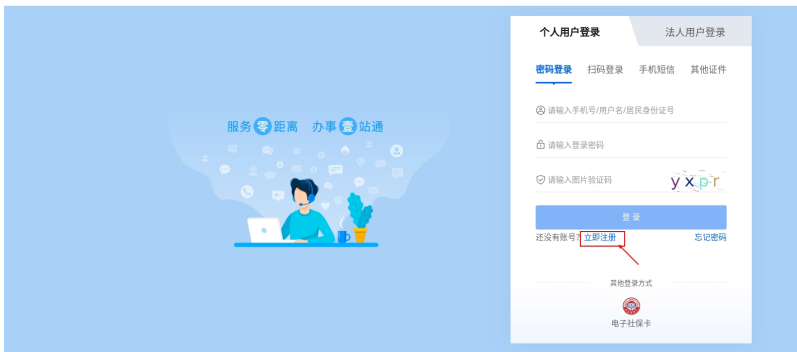 服务零距离 办事壹站通
个人用户登录 法人用户登录
密码登录 扫码登录 手机短信 其他证件
请输入手机号/用户名/居民身份证号
请输入登录密码
请输入图片验证码 yxpr
登录
还没有账号?立即注册 忘记密码
其他登录方式
电子社保卡